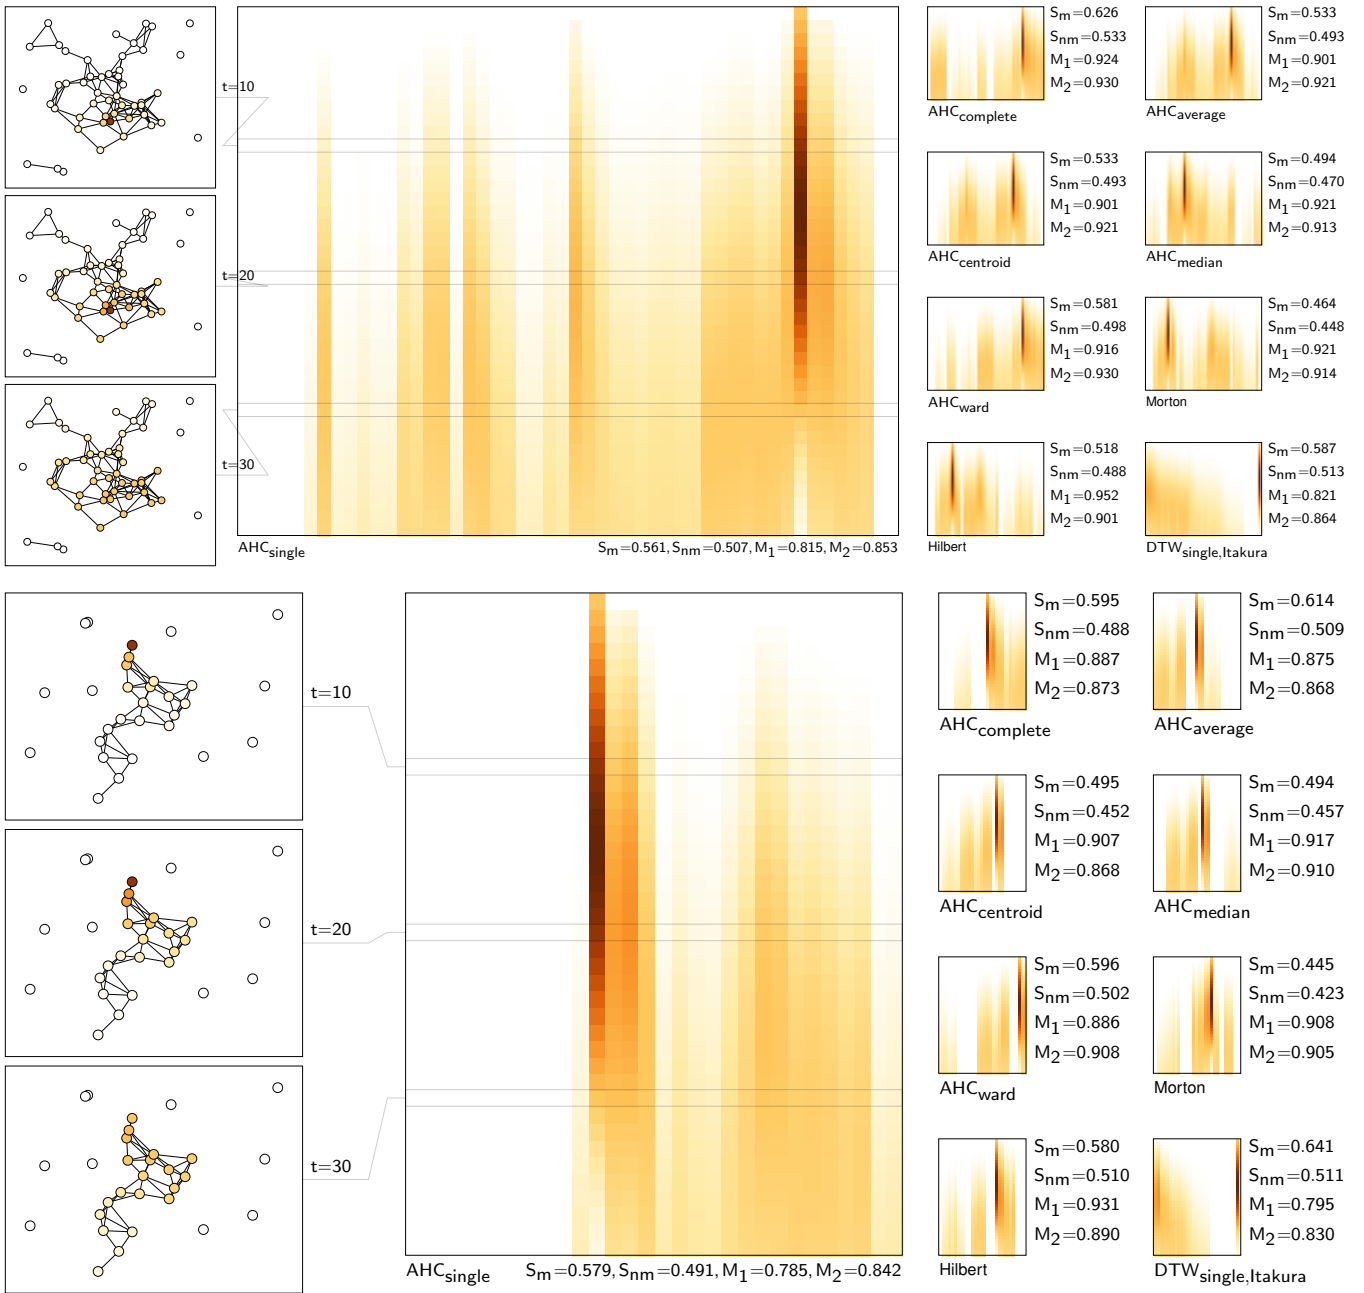 t=10
t=20
t=30
AHCsingle
Sm=0.561, Snm=0.507, M1=0.815, M2=0.853
Sm=0.626
Snm=0.533
M1=0.924
M2=0.930
AHCcomplete
Sm=0.533
Snm=0.493
M1=0.901
M2=0.921
AHCaverage
Sm=0.533
Snm=0.493
M1=0.901
M2=0.921
AHCcentroid
Sm=0.494
Snm=0.470
M1=0.921
M2=0.913
AHCmedian
Sm=0.581
Snm=0.498
M1=0.916
M2=0.930
AHCward
Sm=0.464
Snm=0.448
M1=0.921
M2=0.914
Morton
Sm=0.518
Snm=0.488
M1=0.952
M2=0.901
Hilbert
Sm=0.587
Snm=0.513
M1=0.821
M2=0.864
DTWsingle,Itakura
t=10
t=20
t=30
AHCsingle
Sm=0.579, Snm=0.491, M1=0.785, M2=0.842
Sm=0.595
Snm=0.488
M1=0.887
M2=0.873
AHCcomplete
Sm=0.614
Snm=0.509
M1=0.875
M2=0.868
AHCaverage
Sm=0.495
Snm=0.452
M1=0.907
M2=0.868
AHCcentroid
Sm=0.494
Snm=0.457
M1=0.917
M2=0.910
AHCmedian
Sm=0.596
Snm=0.502
M1=0.886
M2=0.908
AHCward
Sm=0.445
Snm=0.423
M1=0.908
M2=0.905
Morton
Sm=0.580
Snm=0.510
M1=0.931
M2=0.890
Hilbert
Sm=0.641
Snm=0.511
M1=0.795
M2=0.830
DTWsingle,Itakura